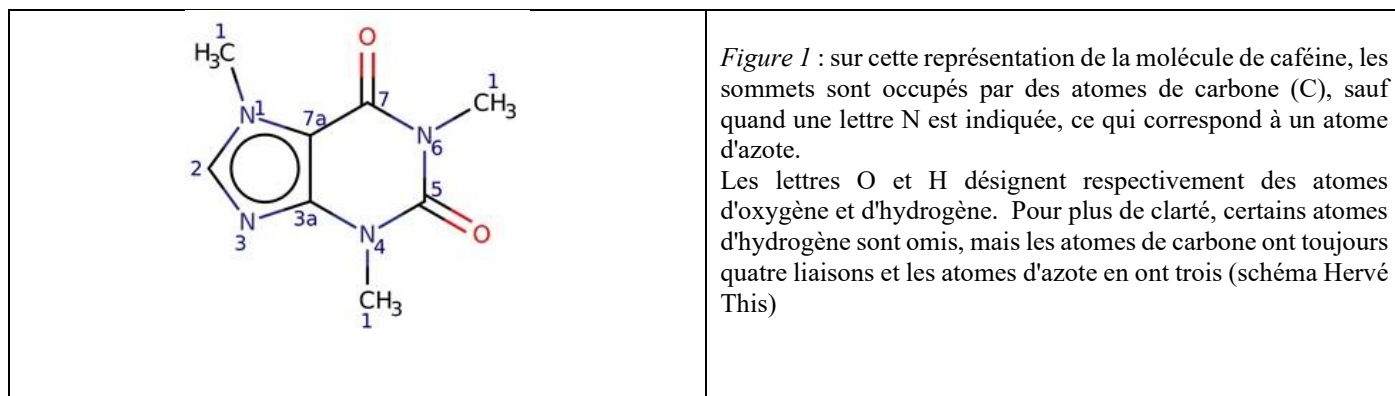 1
H₃C
O
1
CH₃
N 1
7a
7
N
6
2
5
N
3
3a
N
4
O
CH₃
1
Figure 1 : sur cette représentation de la molécule de caféine, les
sommets sont occupés par des atomes de carbone (C), sauf
quand une lettre N est indiquée, ce qui correspond à un atome
d'azote.
Les lettres O et H désignent respectivement des atomes
d'oxygène et d'hydrogène. Pour plus de clarté, certains atomes
d'hydrogène sont omis, mais les atomes de carbone ont toujours
quatre liaisons et les atomes d'azote en ont trois (schéma Hervé
This)